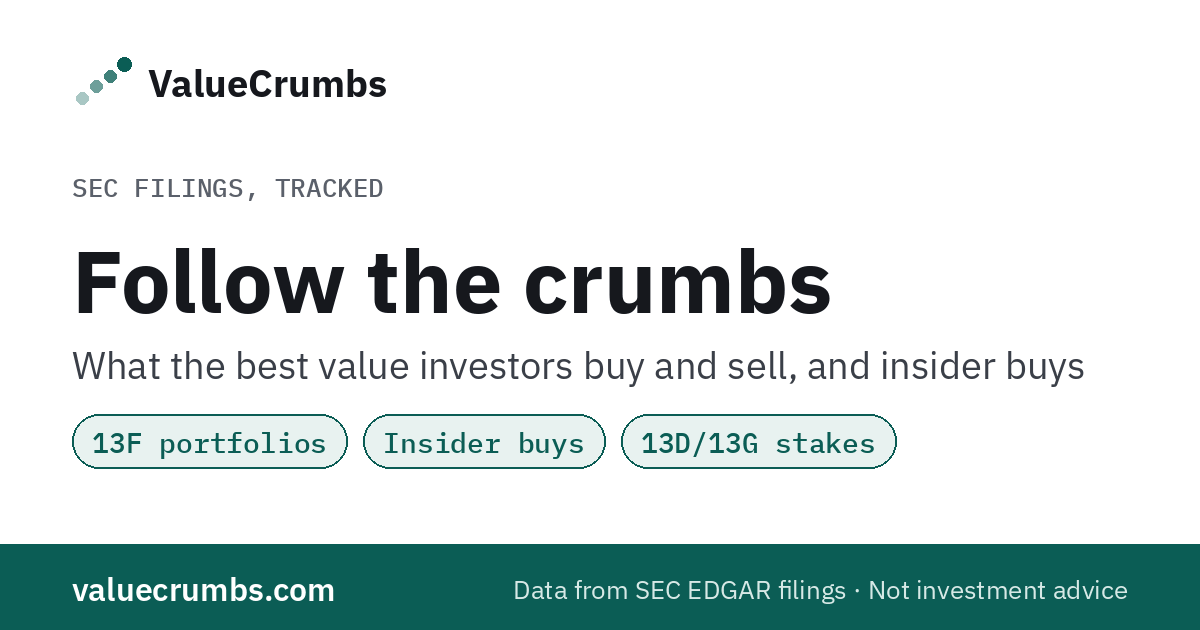 ValueCrumbs
SEC FILINGS, TRACKED
Follow the crumbs
What the best value investors buy and sell, and insider buys
13F portfolios Insider buys 13D/13G stakes
valuecrumbs.com Data from SEC EDGAR filings · Not investment advice